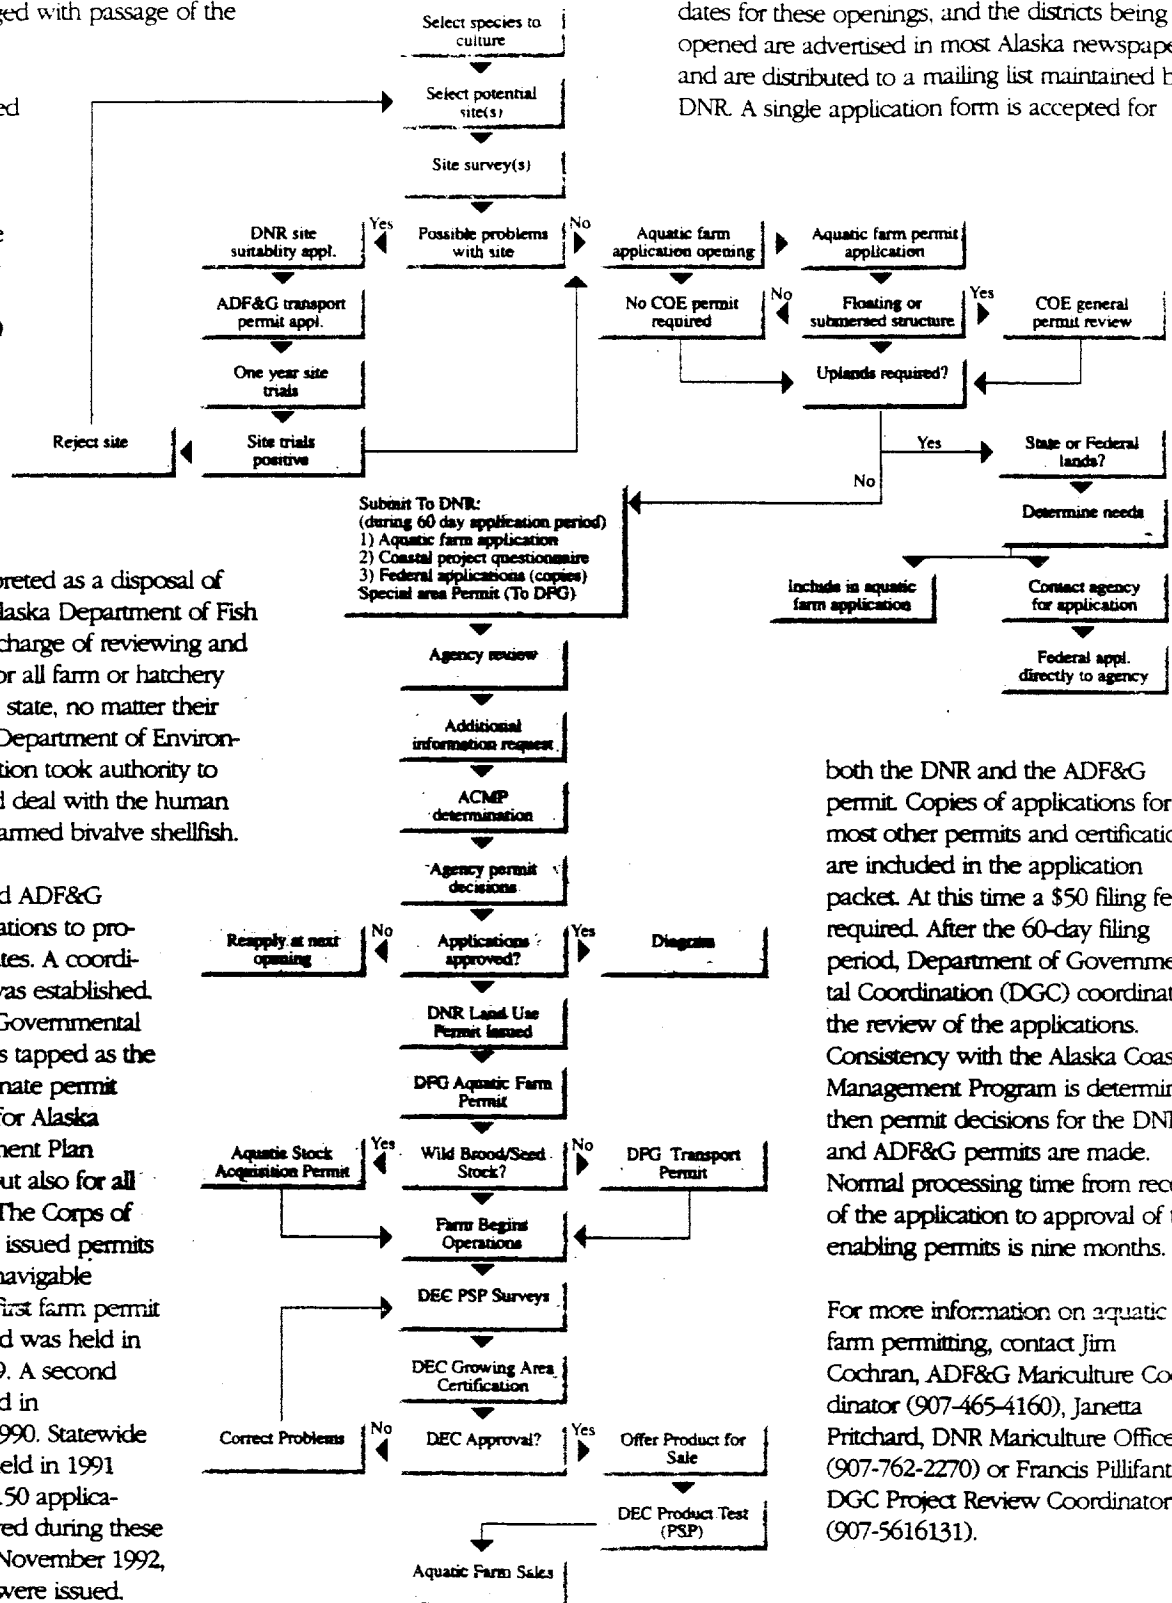 ged with passage of the
ed
e
)
preted as a disposal of
laska Department of Fish
charge of reviewing and
or all farm or hatchery
state, no matter their
Department of Environ-
tion took authority to
d deal with the human
armed bivalve shellfish.
d ADF&G
ations to pro-
tes. A coordi-
was established.
Governmental
s tapped as the
nate permit
for Alaska
ment Plan
out also for all
The Corps of
issued permits
navigable
first farm permit
d was held in
9. A second
d in
990. Statewide
eld in 1991
50 applica-
red during these
November 1992,
were issued.
Select species to
culture
Select potential
site(s)
Site survey(s)
Possible problems
with site
Yes
No
DNR site
suitablity appl.
ADF&G transport
permit appl.
One year site
trials
Site trials
positive
Reject site
Aquatic farm
application opening
Aquatic farm permit
application
No COE permit
required
No
Floating or
submersed structure
Yes
COE general
permit review
Uplands required?
Yes
No
State or Federal
lands?
Determine needs
Include in aquatic
farm application
Contact agency
for application
Federal appl.
directly to agency
Submit To DNR:
(during 60 day application period)
1) Aquatic farm application
2) Coastal project questionnaire
3) Federal applications (copies)
Special area Permit (To DFG)
Agency review
Additional
information request
ACMP
determination
Agency permit
decisions
Reapply at next
opening
No
Applications
approved?
Yes
Diagram
DNR Land Use
Permit Issued
DFG Aquatic Farm
Permit
Aquatic Stock
Acquisition Permit
Yes
Wild Brood/Seed
Stock?
No
DFG Transport
Permit
Farm Begins
Operations
DEC PSP Surveys
DEC Growing Area
Certification
Correct Problems
No
DEC Approval?
Yes
Offer Product for
Sale
DEC Product Test
(PSP)
Aquatic Farm Sales
dates for these openings, and the districts being
opened are advertised in most Alaska newspape
and are distributed to a mailing list maintained b
DNR. A single application form is accepted for
both the DNR and the ADF&G
permit. Copies of applications for
most other permits and certificatio
are included in the application
packet. At this time a $50 filing fe
required. After the 60-day filing
period, Department of Governme
tal Coordination (DGC) coordinat
the review of the applications.
Consistency with the Alaska Coas
Management Program is determin
then permit decisions for the DN
and ADF&G permits are made.
Normal processing time from rece
of the application to approval of t
enabling permits is nine months.
For more information on aquatic
farm permitting, contact Jim
Cochran, ADF&G Mariculture Coo
dinator (907-465-4160), Janetta
Pritchard, DNR Mariculture Office
(907-762-2270) or Francis Pillifant
DGC Project Review Coordinator
(907-5616131).